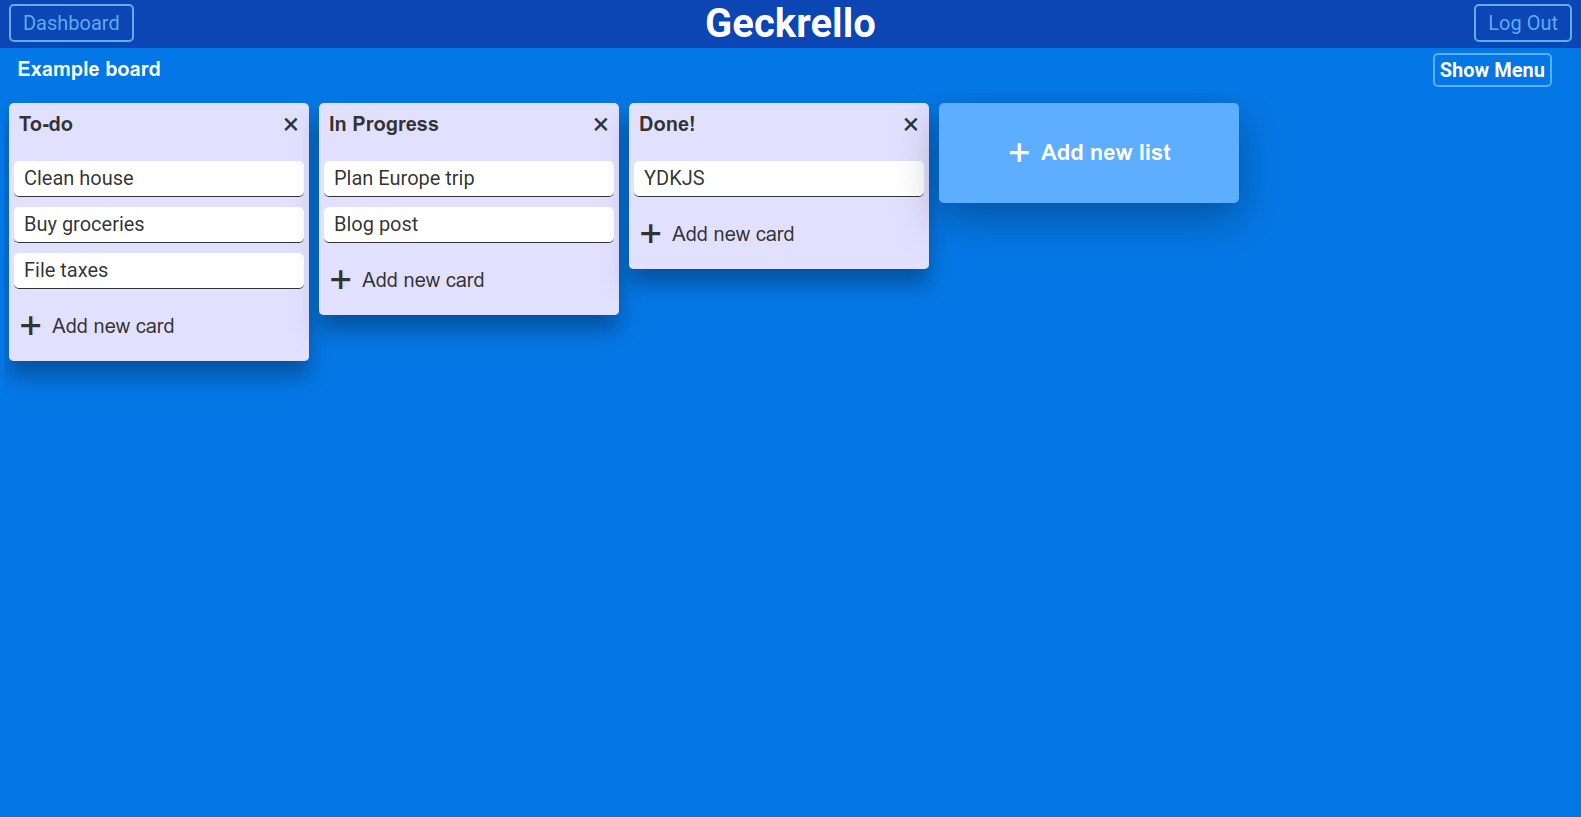 Dashboard
Geckrello
Log Out
Example board
Show Menu
To-do
Clean house
Buy groceries
File taxes
Add new card
In Progress
Plan Europe trip
Blog post
Add new card
Done!
YDKJS
Add new card
Add new list